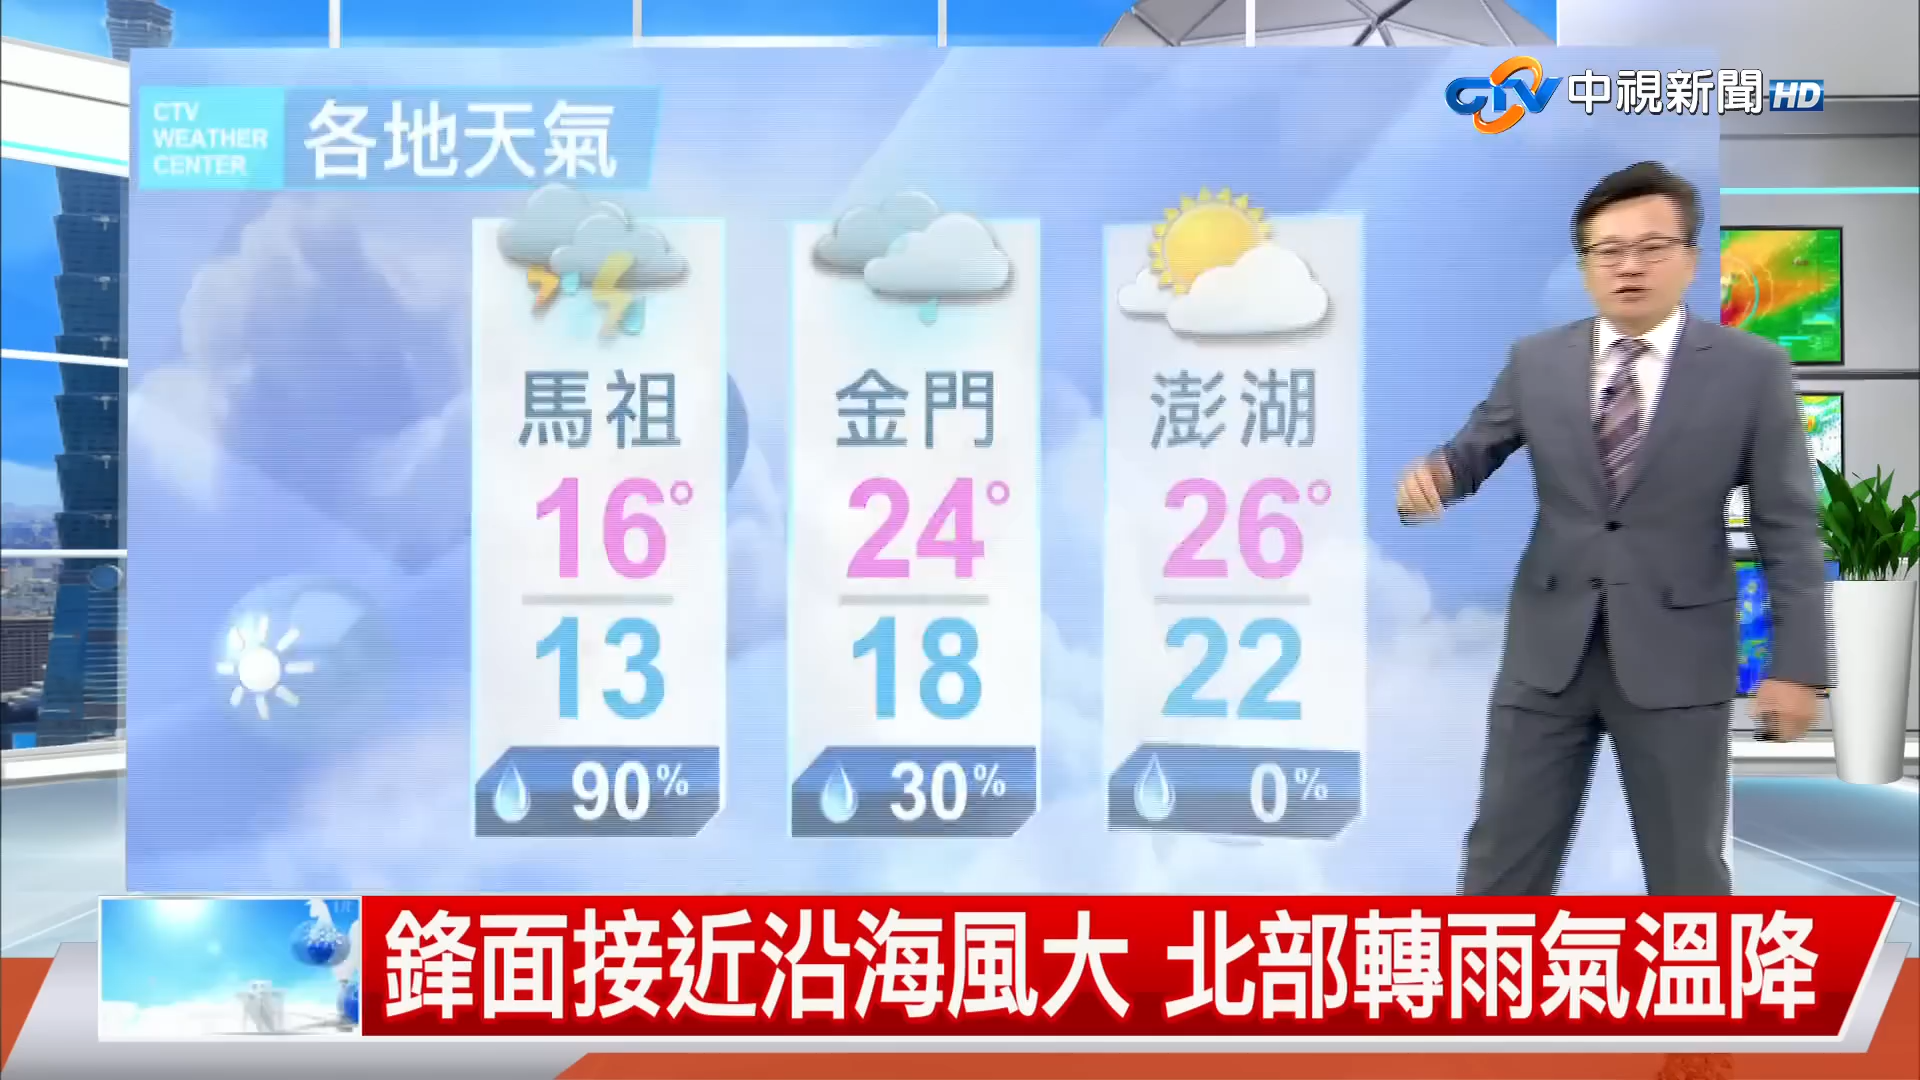 CTV
WEATHER
CENTER
各地天氣
CTV 中視新聞 HD
馬祖
16°
13
90%
金門
24°
18
30%
澎湖
26°
22
0%
鋒面接近沿海風大 北部轉雨氣溫降